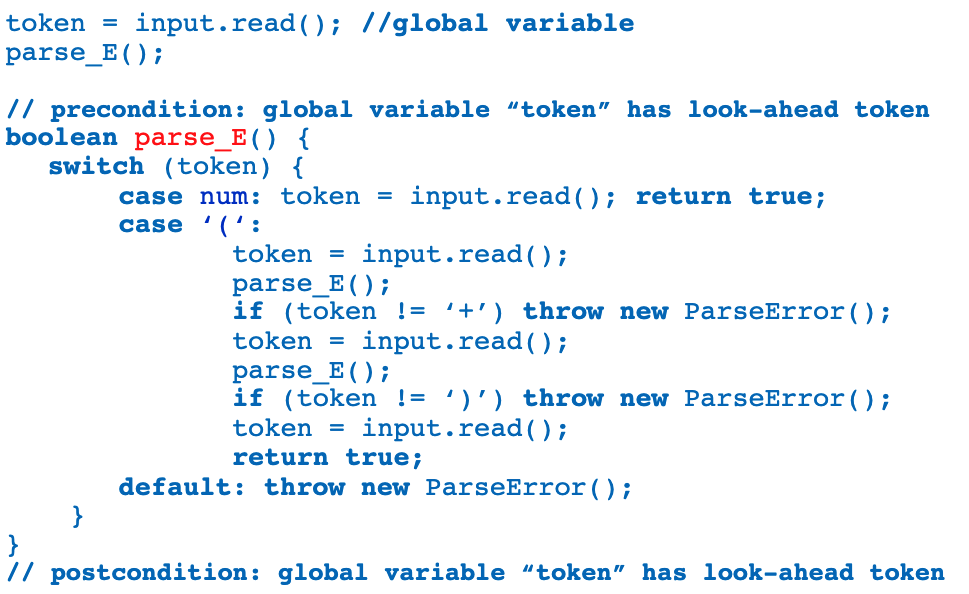 token = input.read(); //global variable
parse_E();
// precondition: global variable “token” has look-ahead token
boolean parse_E() {
switch (token) {
case num: token = input.read(); return true;
case ‘(‘:
token = input.read();
parse_E();
if (token != ‘+’) throw new ParseError();
token = input.read();
parse_E();
if (token != ‘)’) throw new ParseError();
token = input.read();
return true;
default: throw new ParseError();
}
}
// postcondition: global variable “token” has look-ahead token